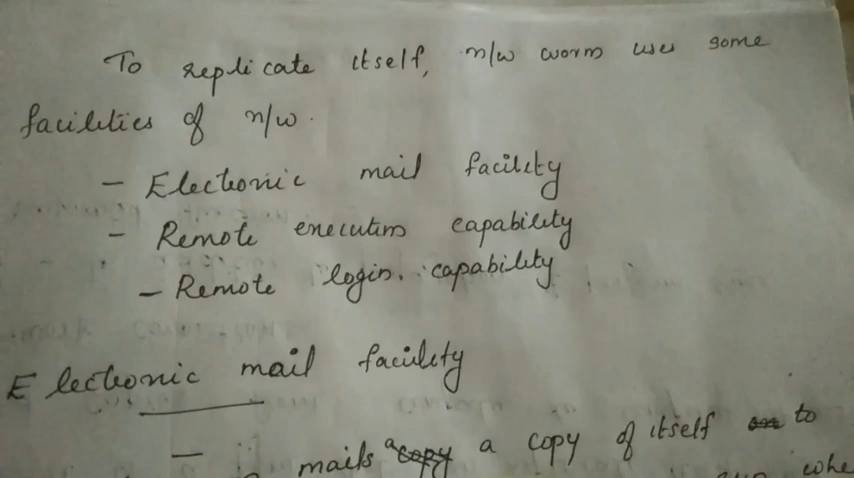 To replicate itself, n/w worm uses some
facilities of n/w.
- Electronic mail facility
- Remote execution capability
- Remote login capability
Electronic mail facility
- mails a copy a copy of itself on to
whe